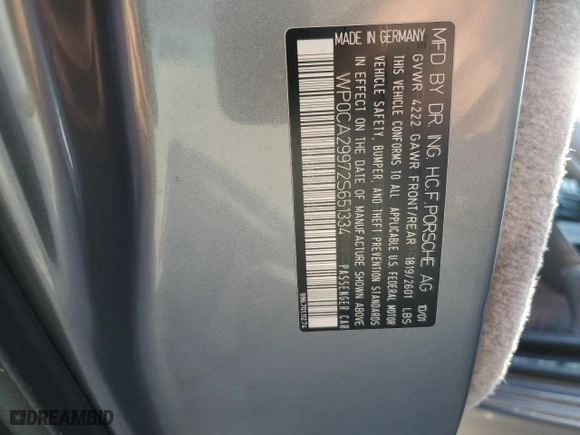 MFD BY DR. ING. H.C.F.PORSCHE AG 10/01
GVWR 4222 GAWR FRONT/REAR 1819/2601 LBS
THIS VEHICLE CONFORMS TO ALL APPLICABLE U.S. FEDERAL MOTOR
VEHICLE SAFETY, BUMPER, AND THEFT PREVENTION STANDARDS
IN EFFECT ON THE DATE OF MANUFACTURE SHOWN ABOVE
WP0CA29972S651334 PASSENGER CAR
MADE IN GERMANY
99670111274
DREAMBID